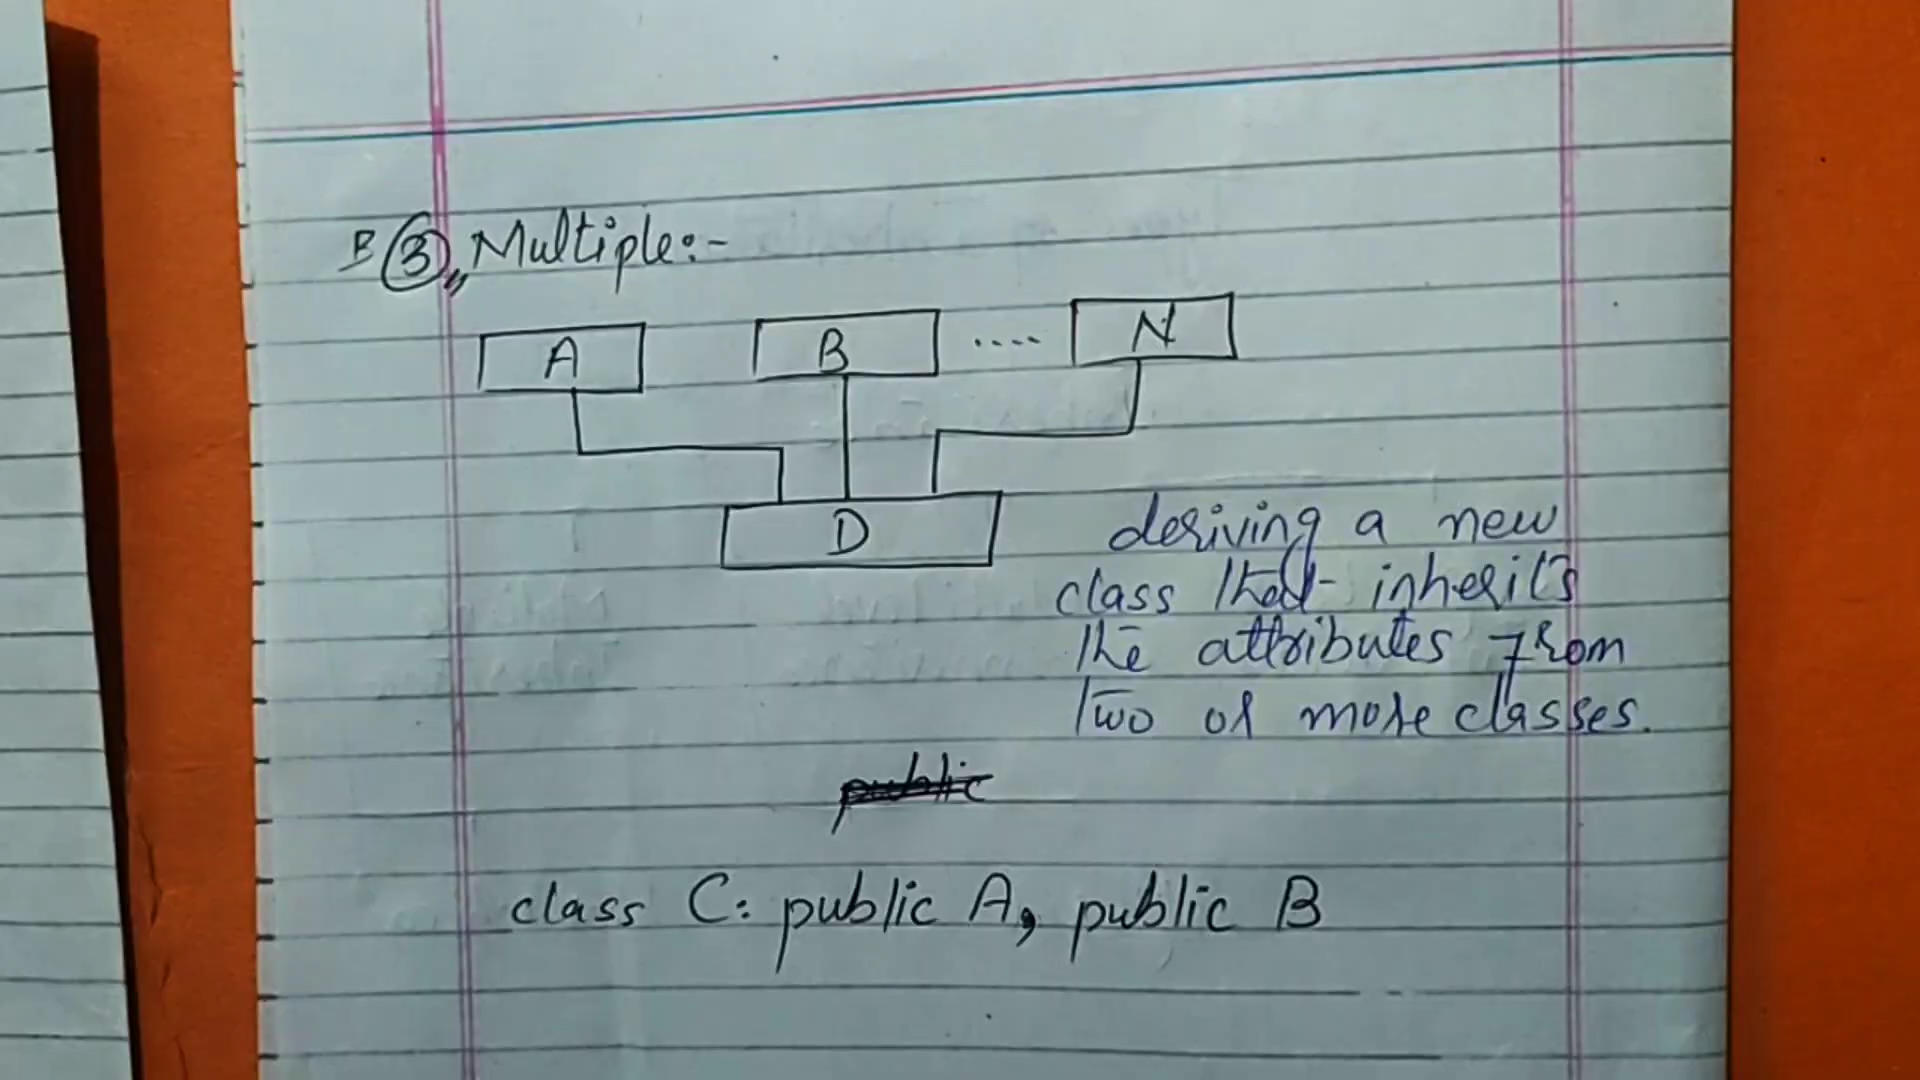 B ③,, Multiple:-
A B .... N
D
deriving a new
class that inherits
the attributes from
two or more classes.
public
class C: public A, public B